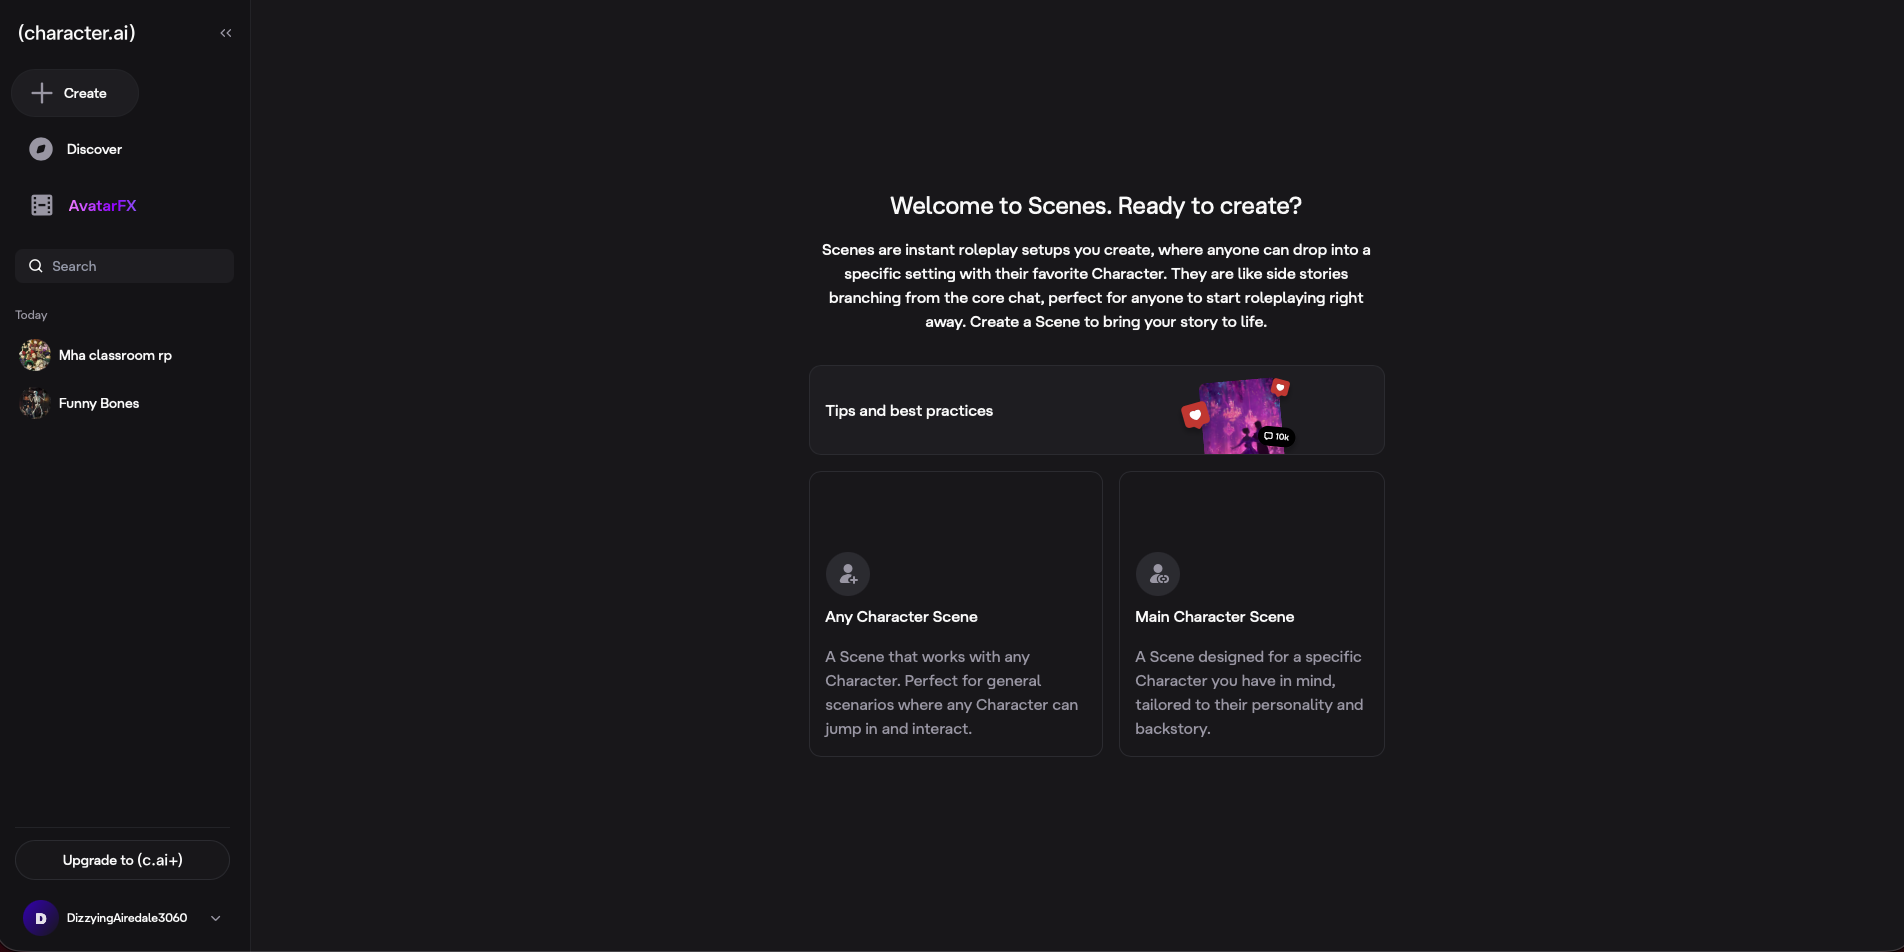 (character.ai)
Create
Discover
AvatarFX
Search
Today
Mha classroom rp
Funny Bones
Upgrade to (c.ai+)
D
DizzyingAiredale3060
Welcome to Scenes. Ready to create?
Scenes are instant roleplay setups you create, where anyone can drop into a
specific setting with their favorite Character. They are like side stories
branching from the core chat, perfect for anyone to start roleplaying right
away. Create a Scene to bring your story to life.
Tips and best practices
10k
Any Character Scene
A Scene that works with any
Character. Perfect for general
scenarios where any Character can
jump in and interact.
Main Character Scene
A Scene designed for a specific
Character you have in mind,
tailored to their personality and
backstory.